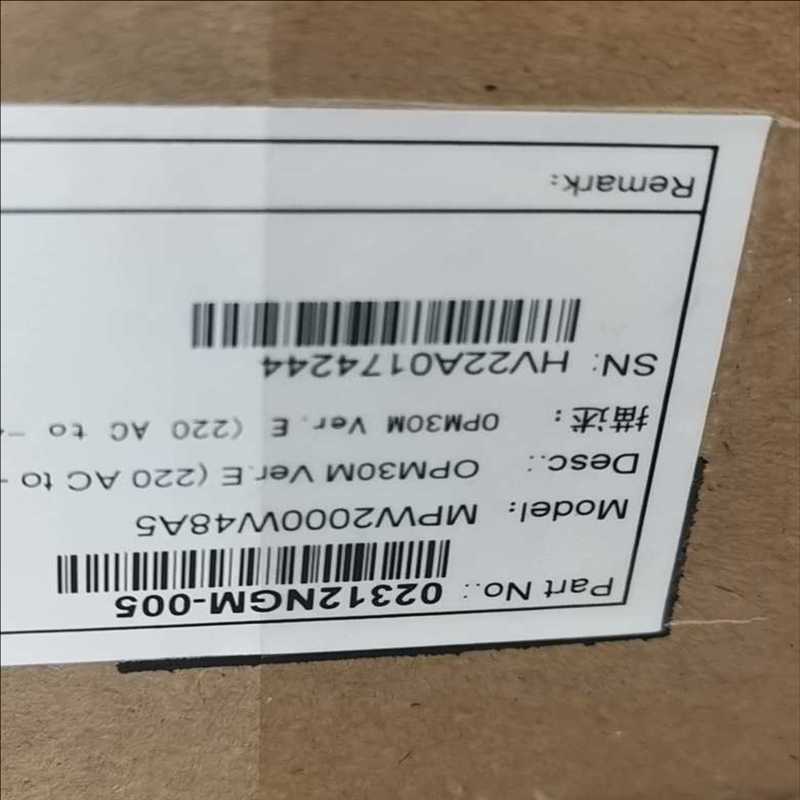 Part No.: 02312NGM-005
Model: MPW2000W48A5
Desc.: OPM30M Ver.E (220 AC to -
描述: OPM30M Ver.E (220 AC to -
SN: HV22A0174244
Remark: